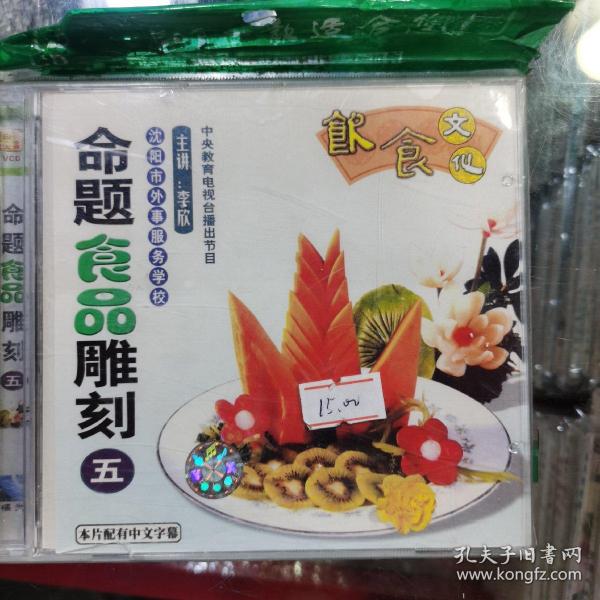 飲食文化
中央教育电视台播出节目
主讲:李欣
沈阳市外事服务学校
命题食品雕刻
五
本片配有中文字幕
15.00
VCD
命题食品雕刻
五
孔夫子旧书网
www.kongfz.com